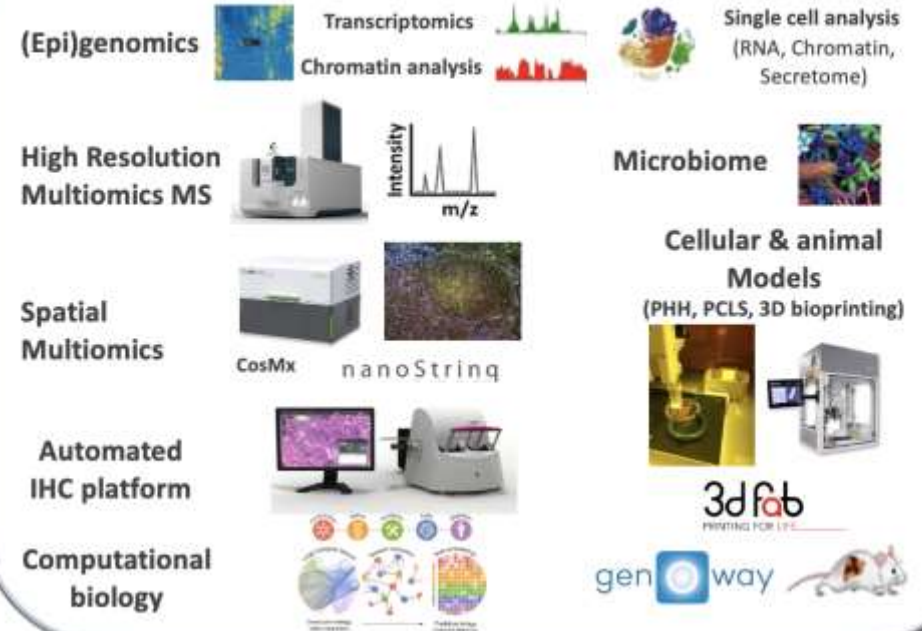 (Epi)genomics
Transcriptomics
Chromatin analysis
Single cell analysis
(RNA, Chromatin,
Secretome)
High Resolution
Multiomics MS
Intensity
m/z
Microbiome
Cellular & animal
Models
(PHH, PCLS, 3D bioprinting)
Spatial
Multiomics
CosMx
nanoString
Automated
IHC platform
3d fab
PRINTING FOR LIFE
Computational
biology
genOway